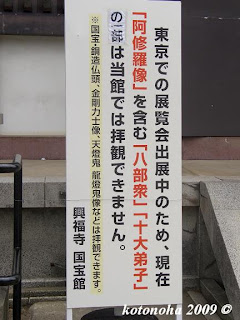 東京での展覧会出展中のため、現在
「阿修羅像」を含む「八部衆」「十大弟子」
の一部は当館では拝観できません。
※国宝・銅造仏頭、金剛力士像、天燈鬼、龍燈鬼像などは拝観できます。
興福寺 国宝館
kotonoha 2009 ©